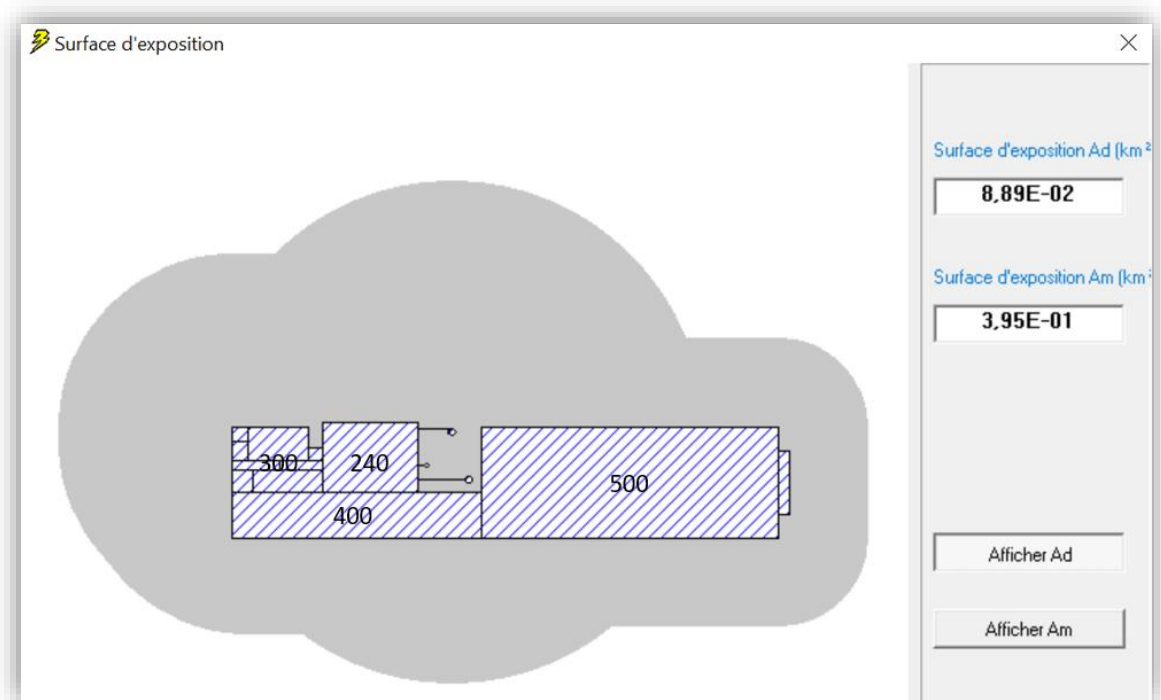 Surface d'exposition
Surface d'exposition Ad (km²
8,89E-02
Surface d'exposition Am (km²
3,95E-01
300
240
500
400
Afficher Ad
Afficher Am